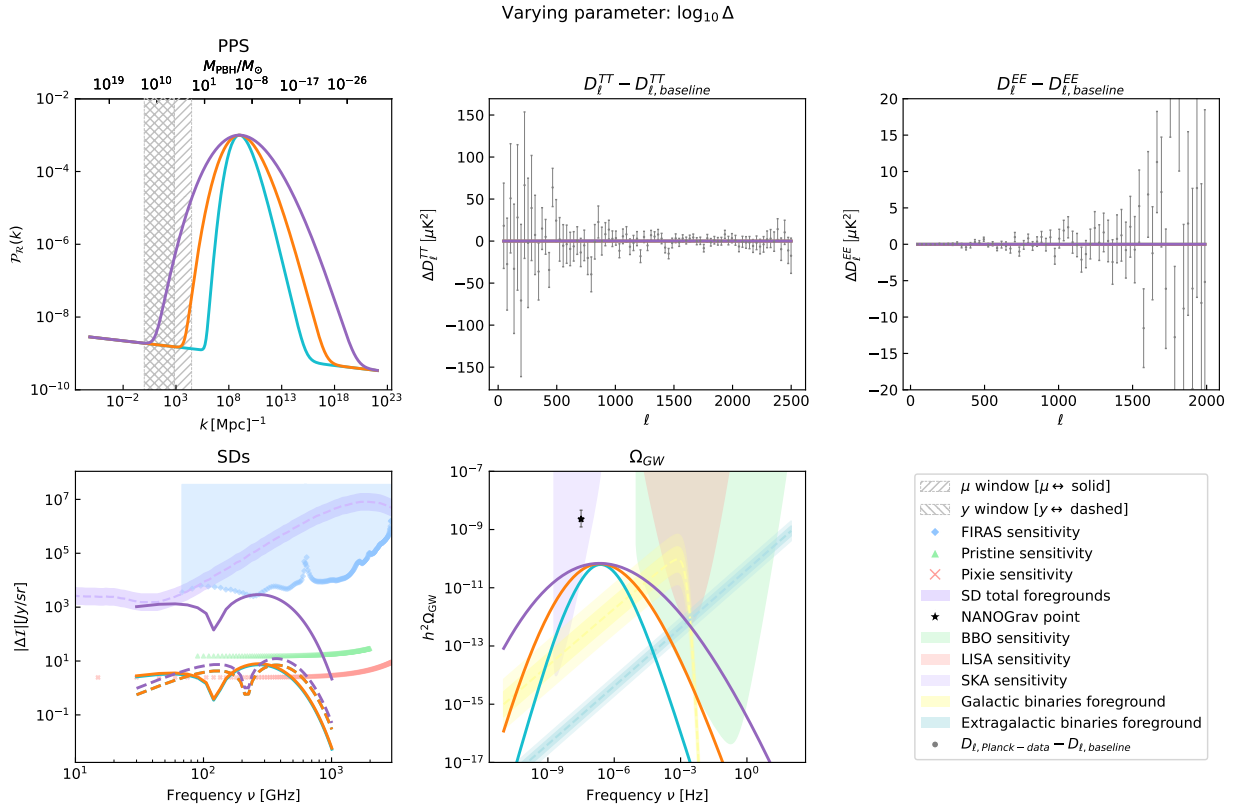 Varying parameter: log₁₀ Δ
PPS
M_PBH/M_⊙
10¹⁹ 10¹⁰ 10¹ 10⁻⁸ 10⁻¹⁷ 10⁻²⁶
10⁻²
10⁻⁴
10⁻⁶
10⁻⁸
10⁻¹⁰
P_R(k)
10⁻² 10³ 10⁸ 10¹³ 10¹⁸ 10²³
k [Mpc]⁻¹
D_ℓ^TT − D_ℓ,baseline^TT
150
100
50
0
−50
−100
−150
ΔD_ℓ^TT [μK²]
0 500 1000 1500 2000 2500
ℓ
D_ℓ^EE − D_ℓ,baseline^EE
20
15
10
5
0
−5
−10
−15
−20
ΔD_ℓ^EE [μK²]
0 500 1000 1500 2000
ℓ
SDs
10⁷
10⁵
10³
10¹
10⁻¹
|ΔI|[Jy/sr]
10¹ 10² 10³
Frequency ν [GHz]
Ω_GW
10⁻⁷
10⁻⁹
10⁻¹¹
10⁻¹³
10⁻¹⁵
10⁻¹⁷
h²Ω_GW
10⁻⁹ 10⁻⁶ 10⁻³ 10⁰
Frequency ν [Hz]
μ window [μ↔ solid]
y window [y↔ dashed]
FIRAS sensitivity
Pristine sensitivity
Pixie sensitivity
SD total foregrounds
NANOGrav point
BBO sensitivity
LISA sensitivity
SKA sensitivity
Galactic binaries foreground
Extragalactic binaries foreground
D_ℓ,Planck−data − D_ℓ,baseline